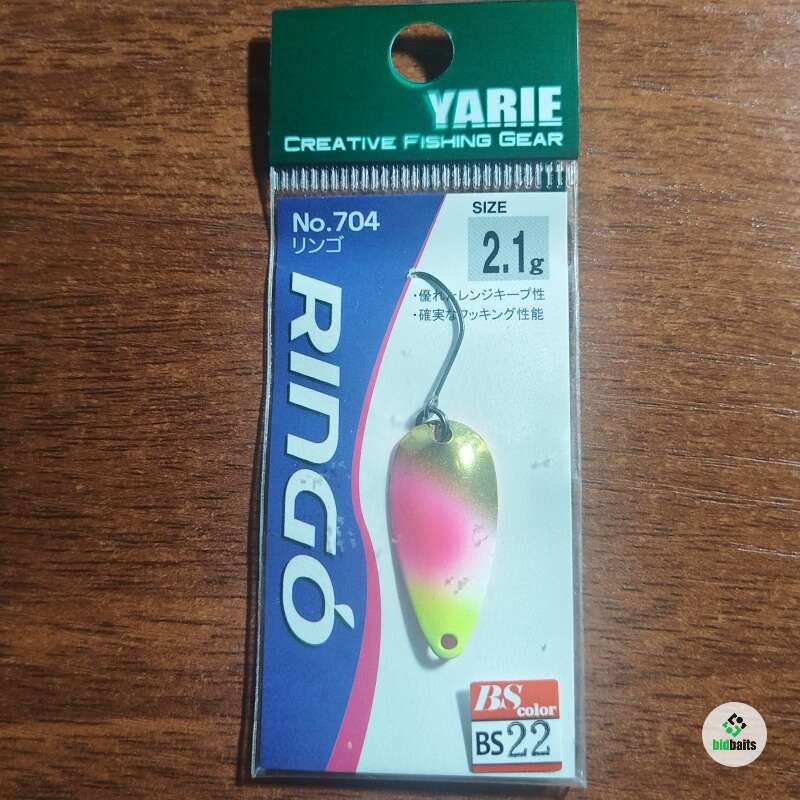 YARIE
CREATIVE FISHING GEAR
No.704
リンゴ
RINGO
SIZE
2.1g
・優れたレンジキープ性
・確実なフッキング性能
BS color
BS22
bidbaits